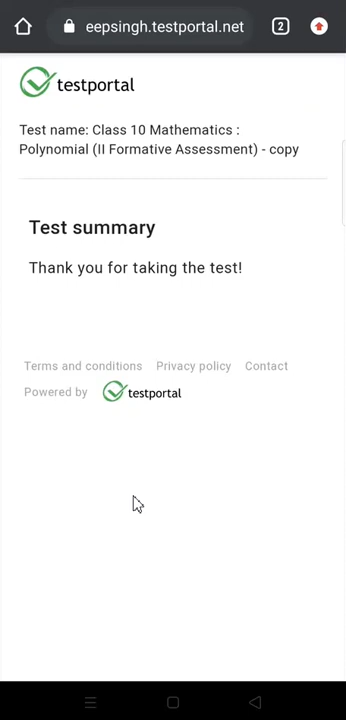 eepsingh.testportal.net
2
testportal
Test name: Class 10 Mathematics :
Polynomial (II Formative Assessment) - copy
Test summary
Thank you for taking the test!
Terms and conditions Privacy policy Contact
Powered by testportal